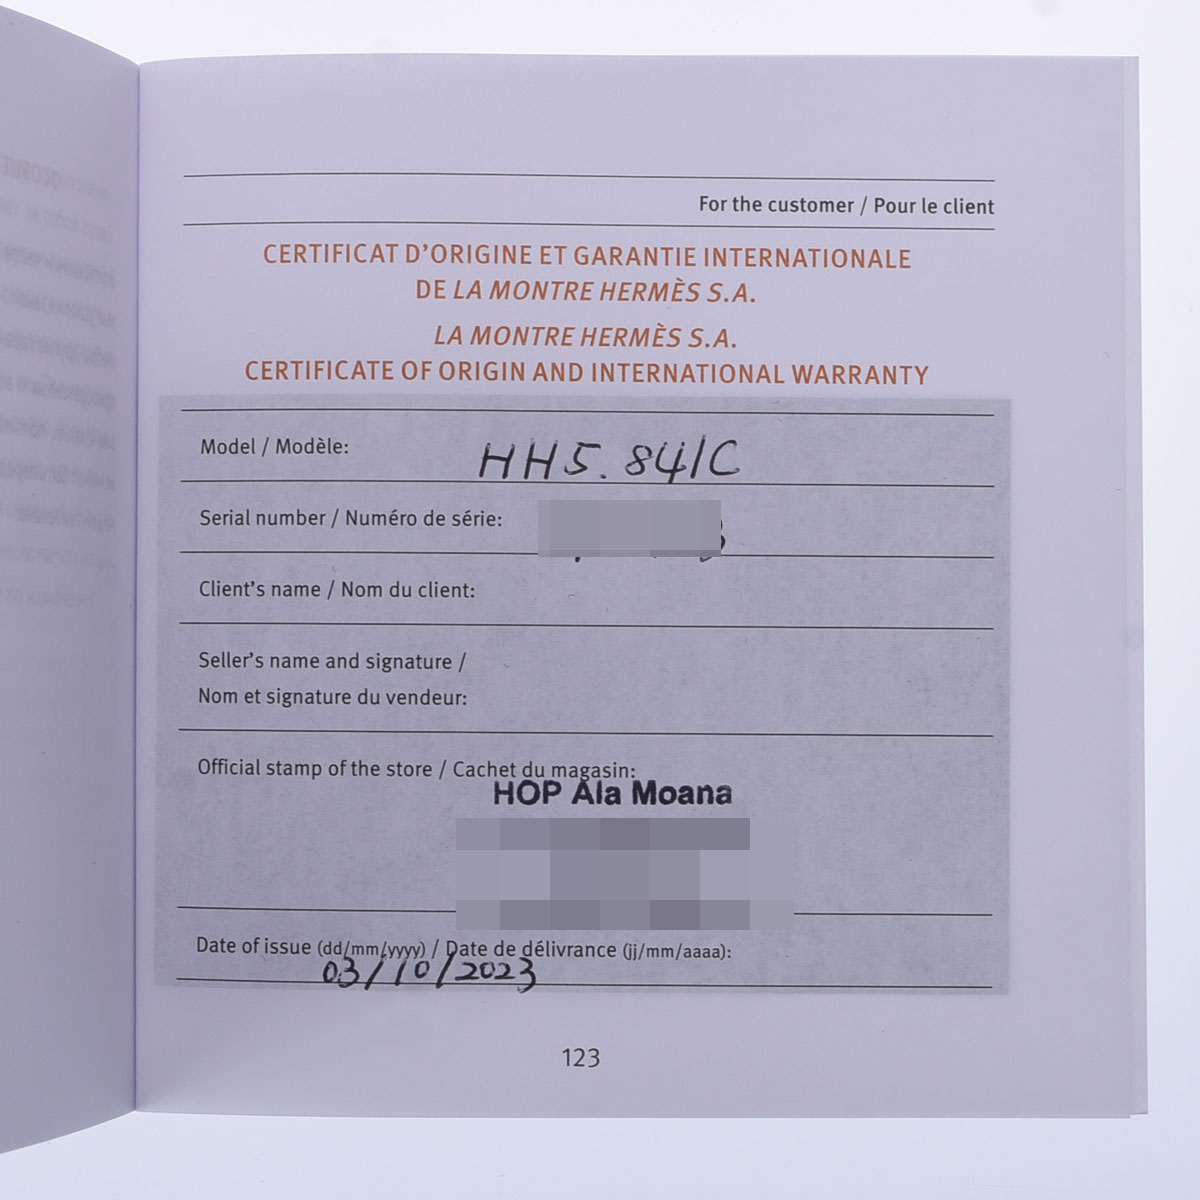 For the customer / Pour le client
CERTIFICAT D'ORIGINE ET GARANTIE INTERNATIONALE
DE LA MONTRE HERMÈS S.A.
LA MONTRE HERMÈS S.A.
CERTIFICATE OF ORIGIN AND INTERNATIONAL WARRANTY
Model / Modèle: HH5.841C
Serial number / Numéro de série:
Client's name / Nom du client:
Seller's name and signature /
Nom et signature du vendeur:
Official stamp of the store / Cachet du magasin:
HOP Ala Moana
Date of issue (dd/mm/yyyy) / Date de délivrance (jj/mm/aaaa):
03/10/2023
123